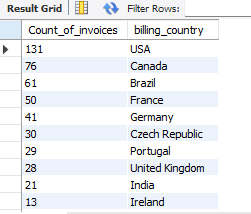 Result Grid Filter Rows:
Count_of_invoices billing_country
131 USA
76 Canada
61 Brazil
50 France
41 Germany
30 Czech Republic
29 Portugal
28 United Kingdom
21 India
13 Ireland